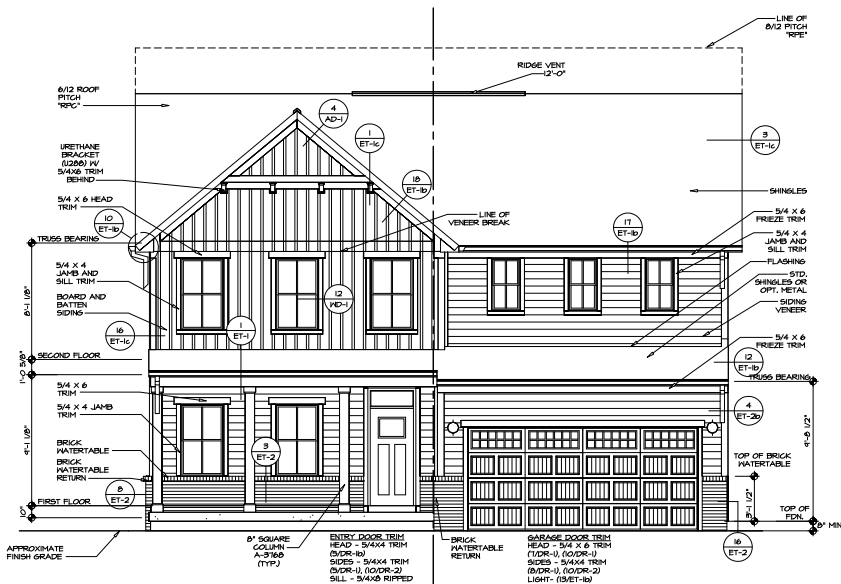 LINE OF
8/12 PITCH
"RPE"
RIDGE VENT
12'-0"
6/12 ROOF
PITCH
"RPC"
4
AD-1
1
ET-1c
3
ET-1c
URETHANE
BRACKET
(U288) W/
5/4X6 TRIM
BEHIND
18
ET-1b
SHINGLES
5/4 X 6 HEAD
TRIM
10
ET-1b
LINE OF
VENEER BREAK
17
ET-1b
5/4 X 6
FRIEZE TRIM
TRUSS BEARING
5/4 X 4
JAMB AND
SILL TRIM
FLASHING
5/4 X 4
JAMB AND
SILL TRIM
STD.
SHINGLES OR
OPT. METAL
8'-1 1/8"
BOARD AND
BATTEN
SIDING
12
WD-1
SIDING
VENEER
16
ET-1c
1
ET-1
5/4 X 6
FRIEZE TRIM
SECOND FLOOR
12
ET-1b
1'-0 5/8"
TRUSS BEARING
5/4 X 6
TRIM
5/4 X 4 JAMB
TRIM
4
ET-2b
9'-1 1/8"
9'-8 1/2"
BRICK
WATERTABLE
3
ET-2
TOP OF BRICK
WATERTABLE
BRICK
WATERTABLE
RETURN
8
ET-2
FIRST FLOOR
3'-1 1/2"
10"
TOP OF
FDN.
8" MIN
APPROXIMATE
FINISH GRADE
8" SQUARE
COLUMN
A-3768
(TYP.)
ENTRY DOOR TRIM
HEAD - 5/4X4 TRIM
(5/DR-1b)
SIDES - 5/4X4 TRIM
(5/DR-1), (10/DR-2)
SILL - 5/4X8 RIPPED
BRICK
WATERTABLE
RETURN
GARAGE DOOR TRIM
HEAD - 5/4 X 6 TRIM
(7/DR-1), (10/DR-1)
SIDES - 5/4X4 TRIM
(8/DR-1), (10/DR-2)
LIGHT- (13/ET-1b)
16
ET-2